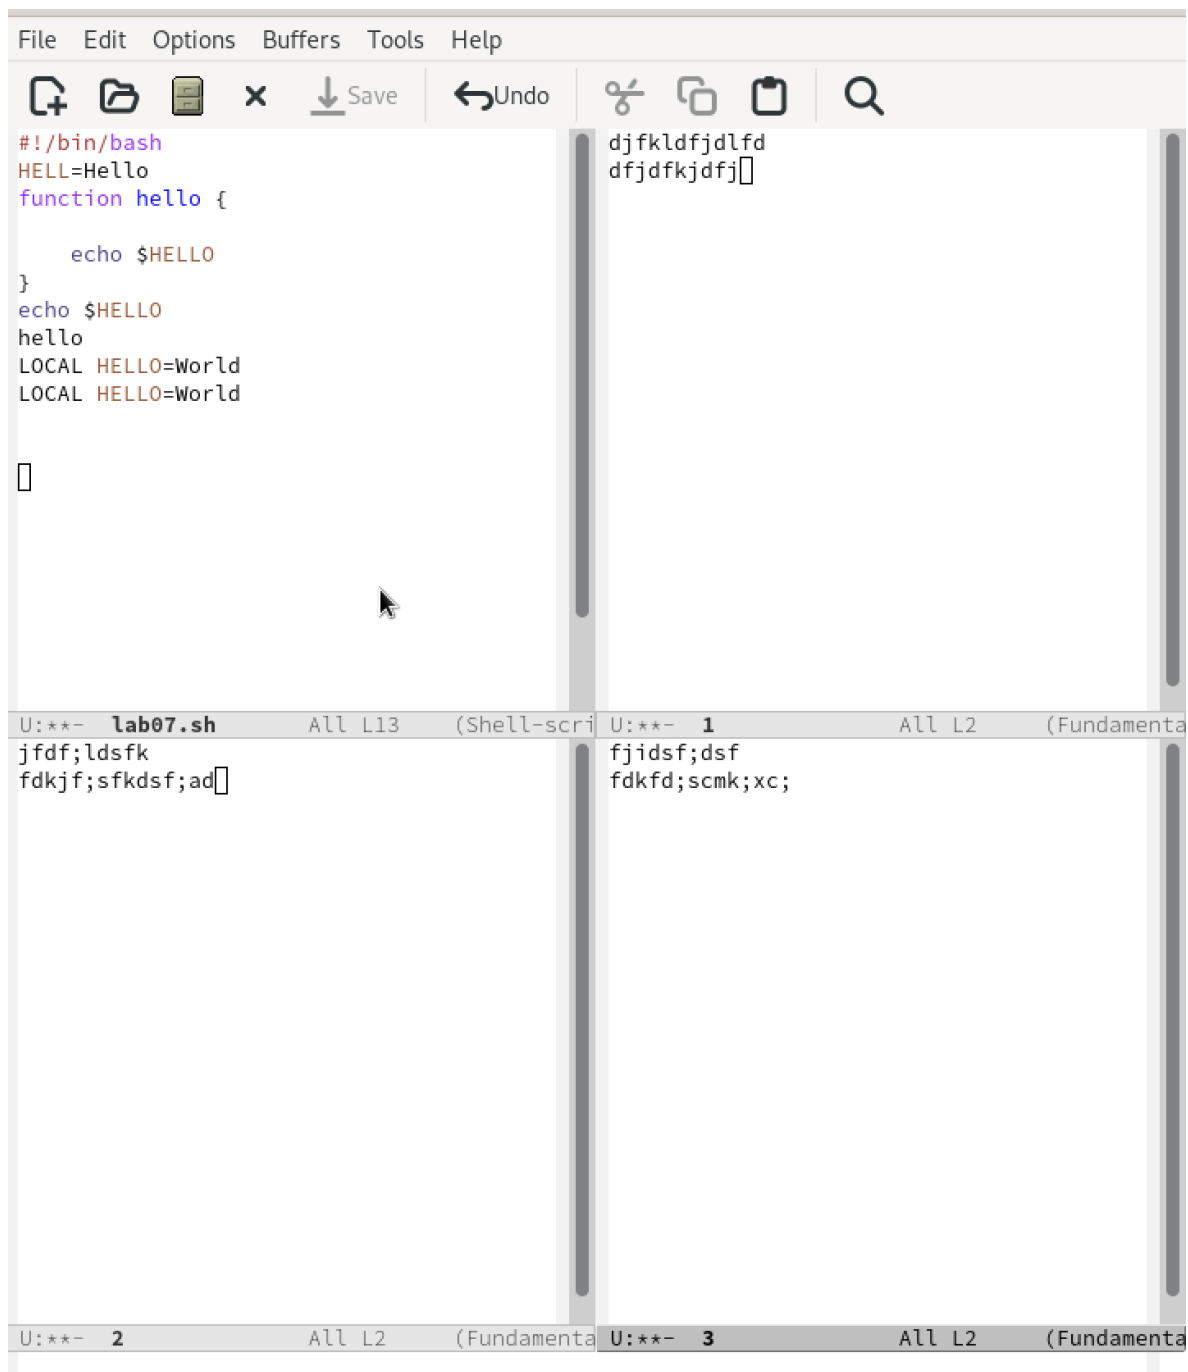 File Edit Options Buffers Tools Help
Save Undo
#!/bin/bash
HELL=Hello
function hello {
echo $HELLO
}
echo $HELLO
hello
LOCAL HELLO=World
LOCAL HELLO=World
U:**- lab07.sh All L13 (Shell-scri
djfkldfjdlfd
dfjdfkjdfj
U:**- 1 All L2 (Fundamenta
jfdf;ldsfk
fdkjf;sfkdsf;ad
U:**- 2 All L2 (Fundamenta
fjidsf;dsf
fdkfd;scmk;xc;
U:**- 3 All L2 (Fundamenta